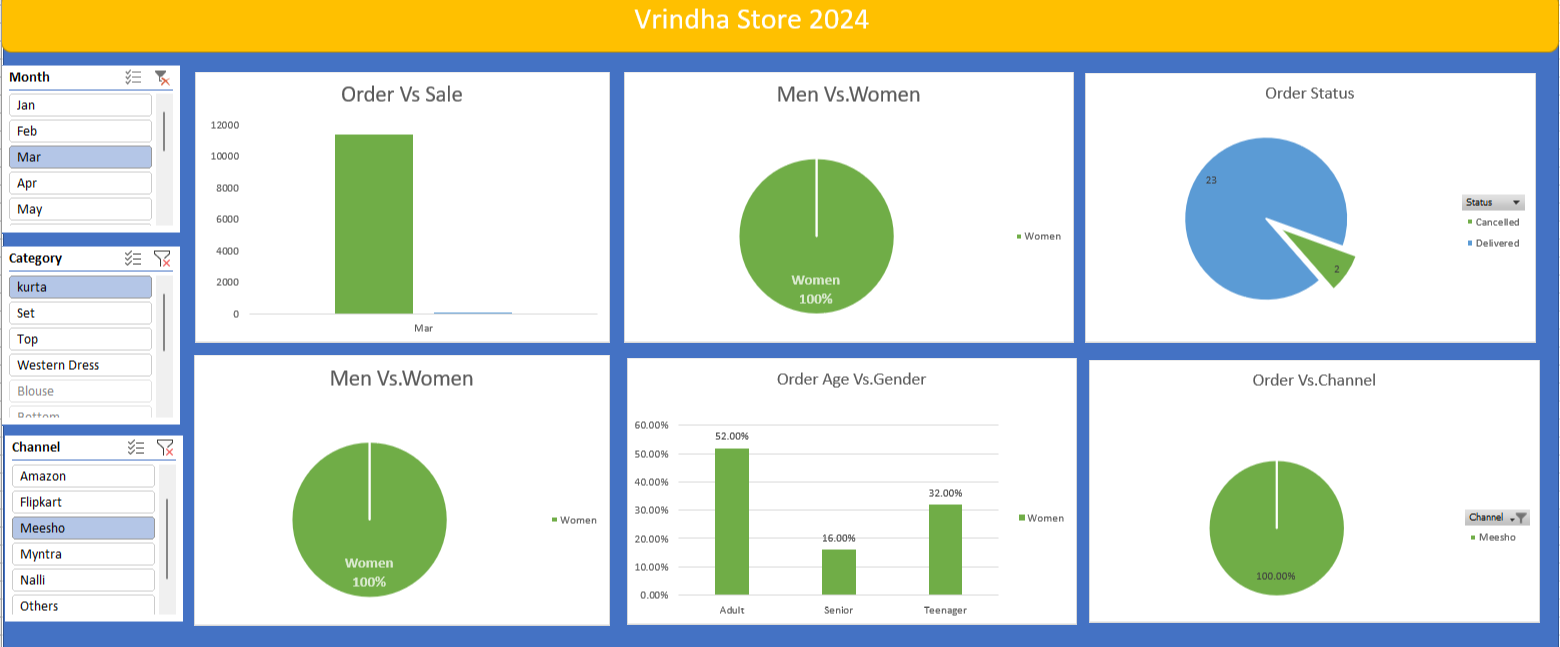 Vrindha Store 2024
Month
Jan
Feb
Mar
Apr
May
Category
kurta
Set
Top
Western Dress
Blouse
Bottom
Channel
Amazon
Flipkart
Meesho
Myntra
Nalli
Others
Order Vs Sale
12000
10000
8000
6000
4000
2000
0
Mar
Men Vs.Women
Women
100%
Women
Order Status
23
2
Status
Cancelled
Delivered
Men Vs.Women
Women
100%
Women
Order Age Vs.Gender
60.00%
50.00%
40.00%
30.00%
20.00%
10.00%
0.00%
52.00%
16.00%
32.00%
Adult
Senior
Teenager
Women
Order Vs.Channel
100.00%
Channel
Meesho